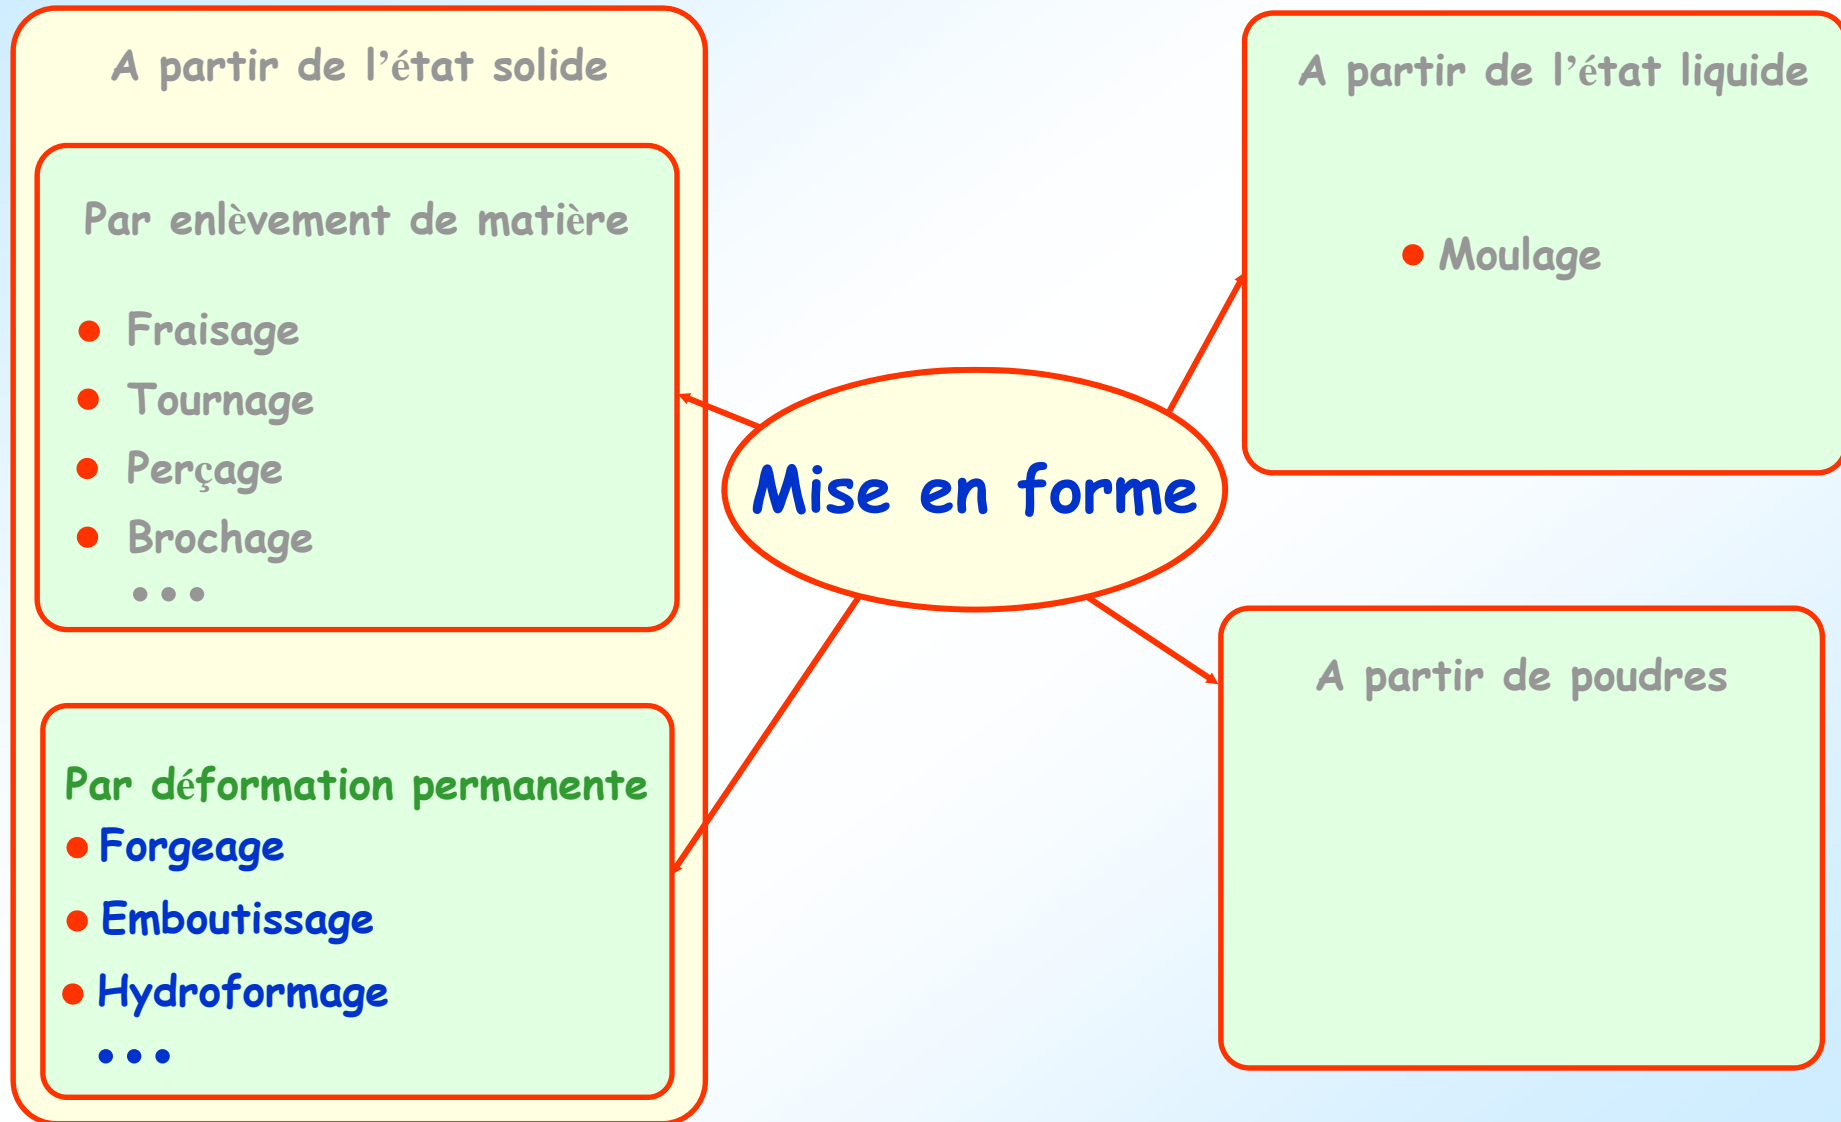 A partir de l’état solide
Par enlèvement de matière
• Fraisage
• Tournage
• Perçage
• Brochage
•••
Par déformation permanente
• Forgeage
• Emboutissage
• Hydroformage
•••
Mise en forme
A partir de l’état liquide
• Moulage
A partir de poudres